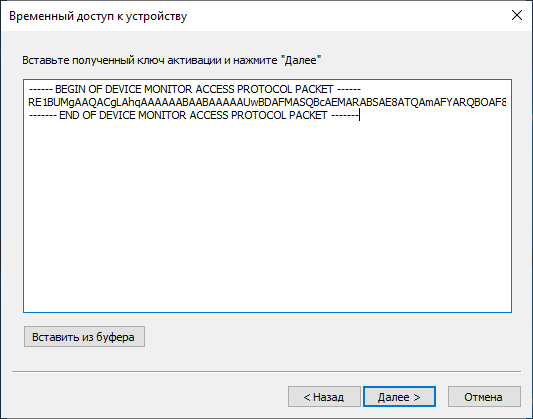 Временный доступ к устройству
Вставьте полученный ключ активации и нажмите "Далее"
------ BEGIN OF DEVICE MONITOR ACCESS PROTOCOL PACKET ------
RE1BUMgAAQACgLAhqAAAAAABAABAAAAAUwBDAFMASQBcAEMARABSAE8ATQAmAFYARQBOAF8
------- END OF DEVICE MONITOR ACCESS PROTOCOL PACKET -------
Вставить из буфера
< Назад
Далее >
Отмена